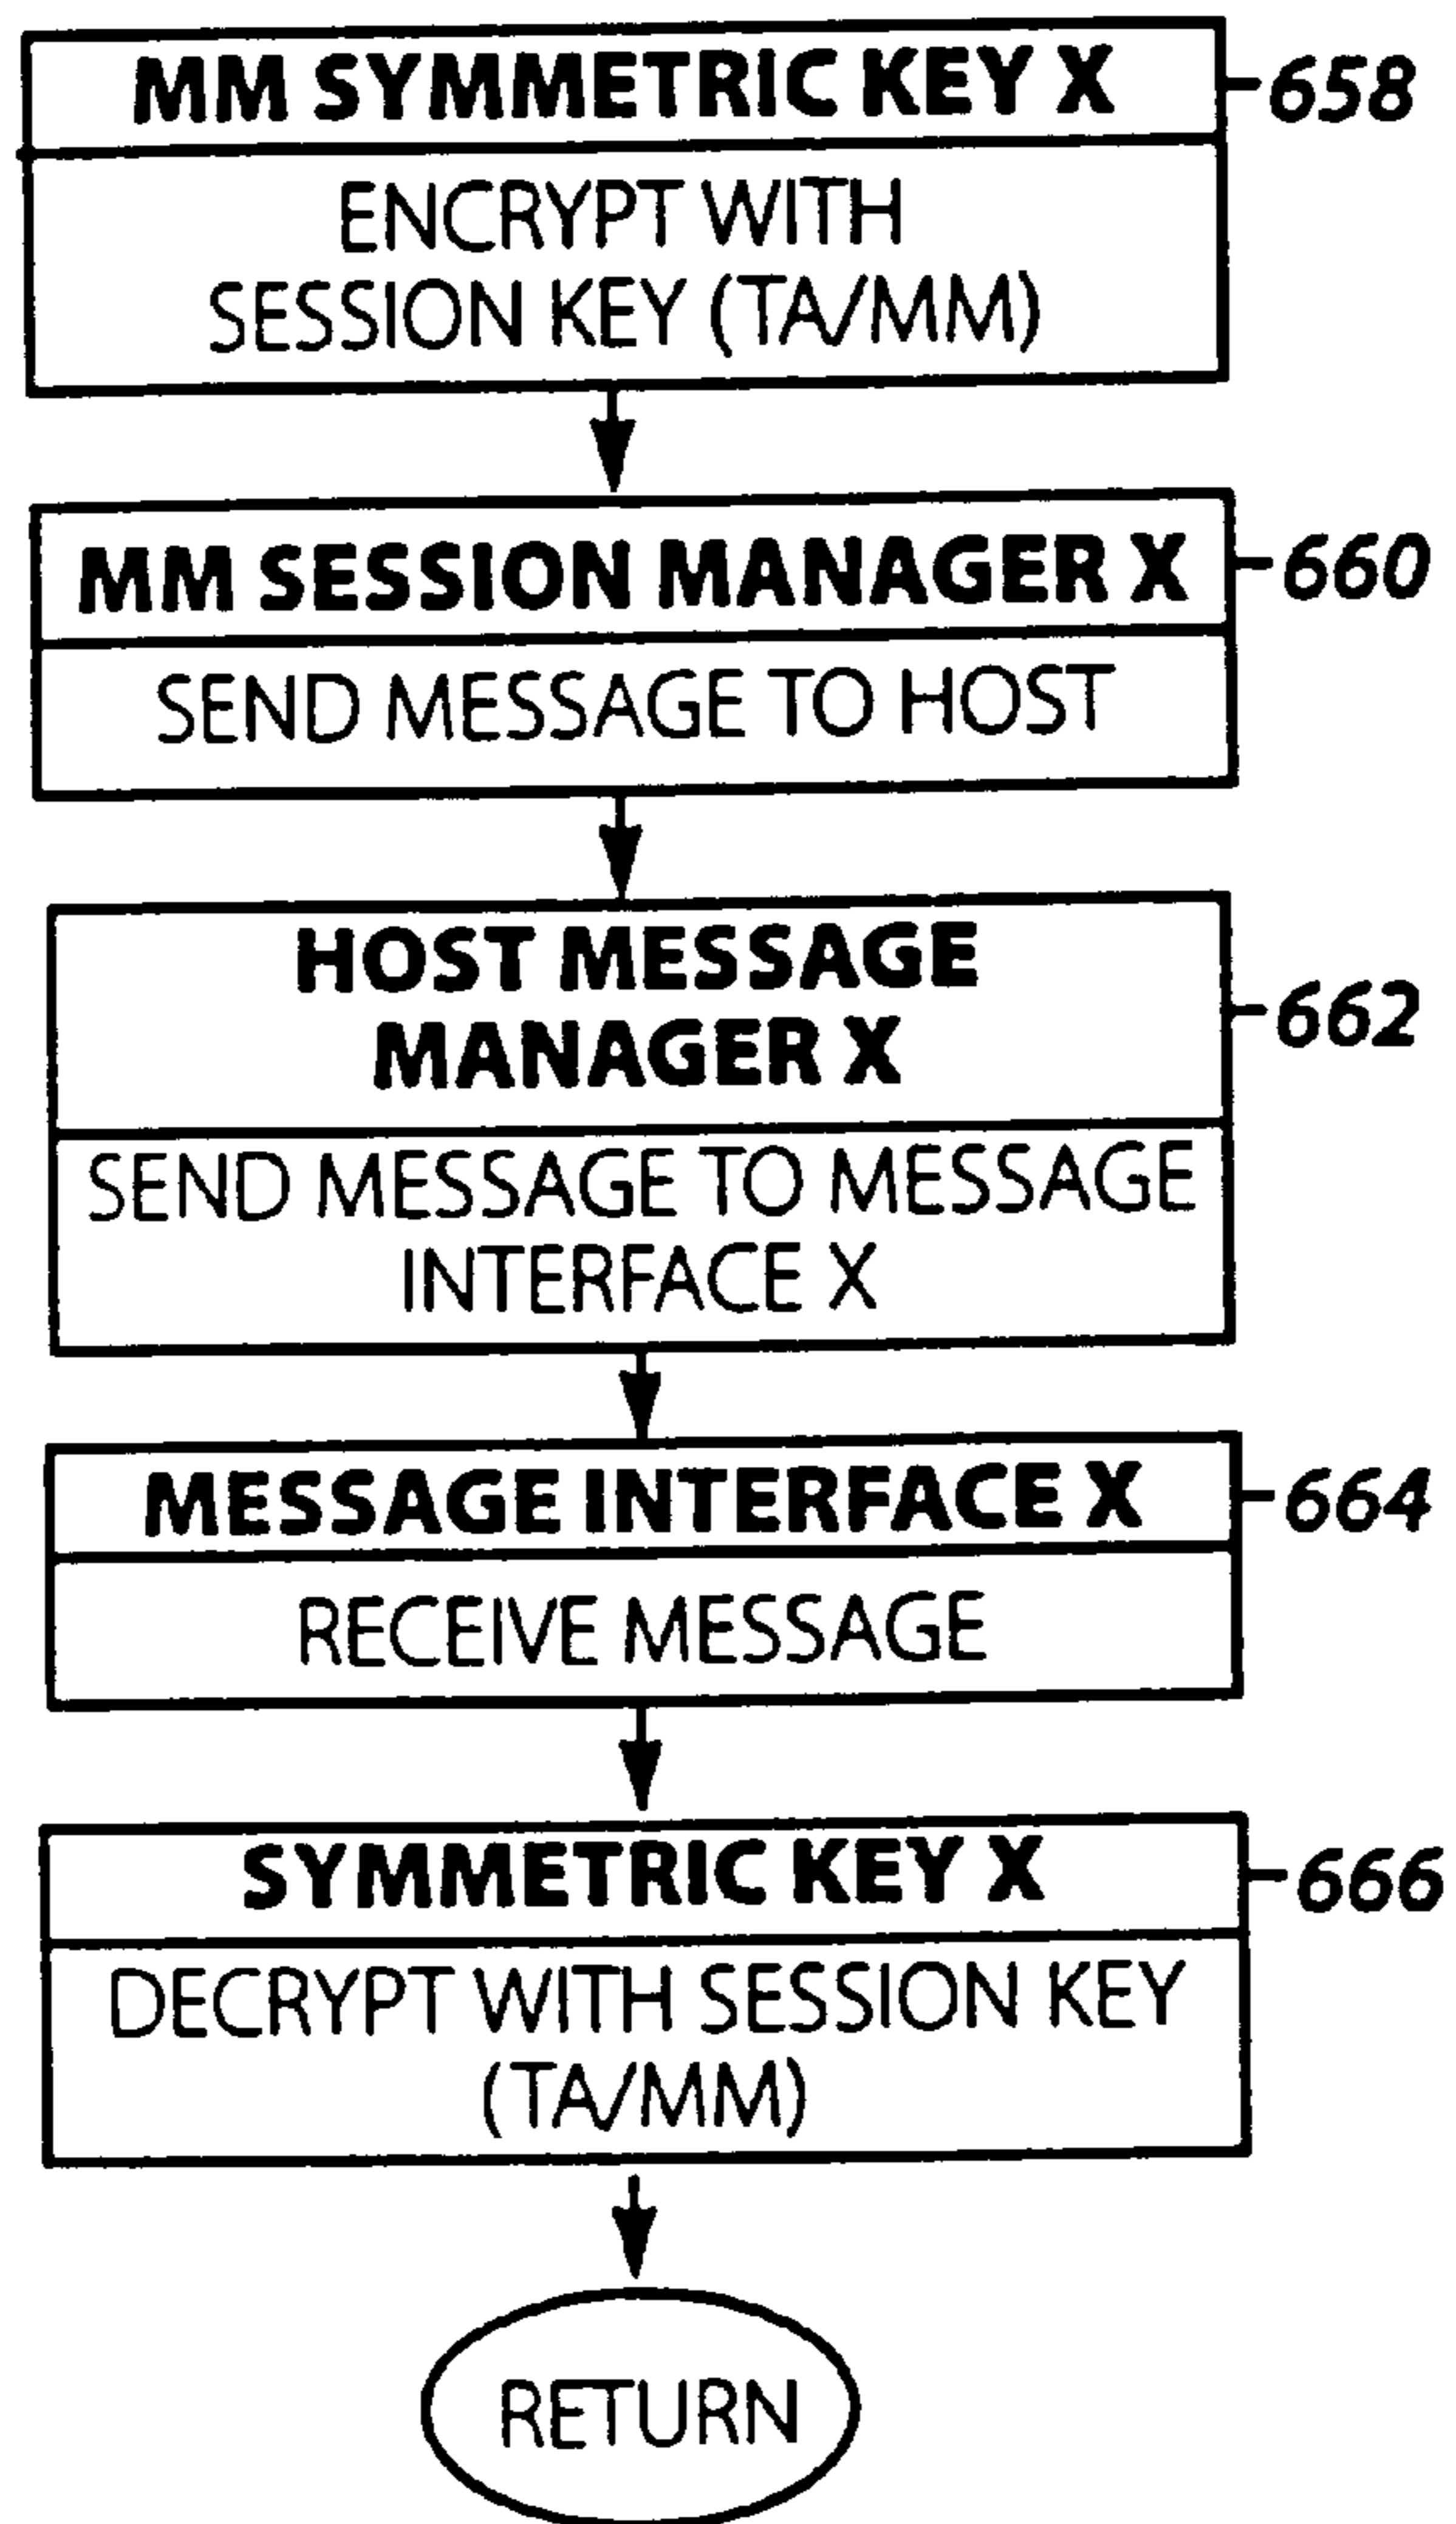 MM SYMMETRIC KEY X
658
ENCRYPT WITH
SESSION KEY (TA/MM)
MM SESSION MANAGER X
660
SEND MESSAGE TO HOST
HOST MESSAGE
MANAGER X
662
SEND MESSAGE TO MESSAGE
INTERFACE X
MESSAGE INTERFACE X
664
RECEIVE MESSAGE
SYMMETRIC KEY X
666
DECRYPT WITH SESSION KEY
(TA/MM)
RETURN